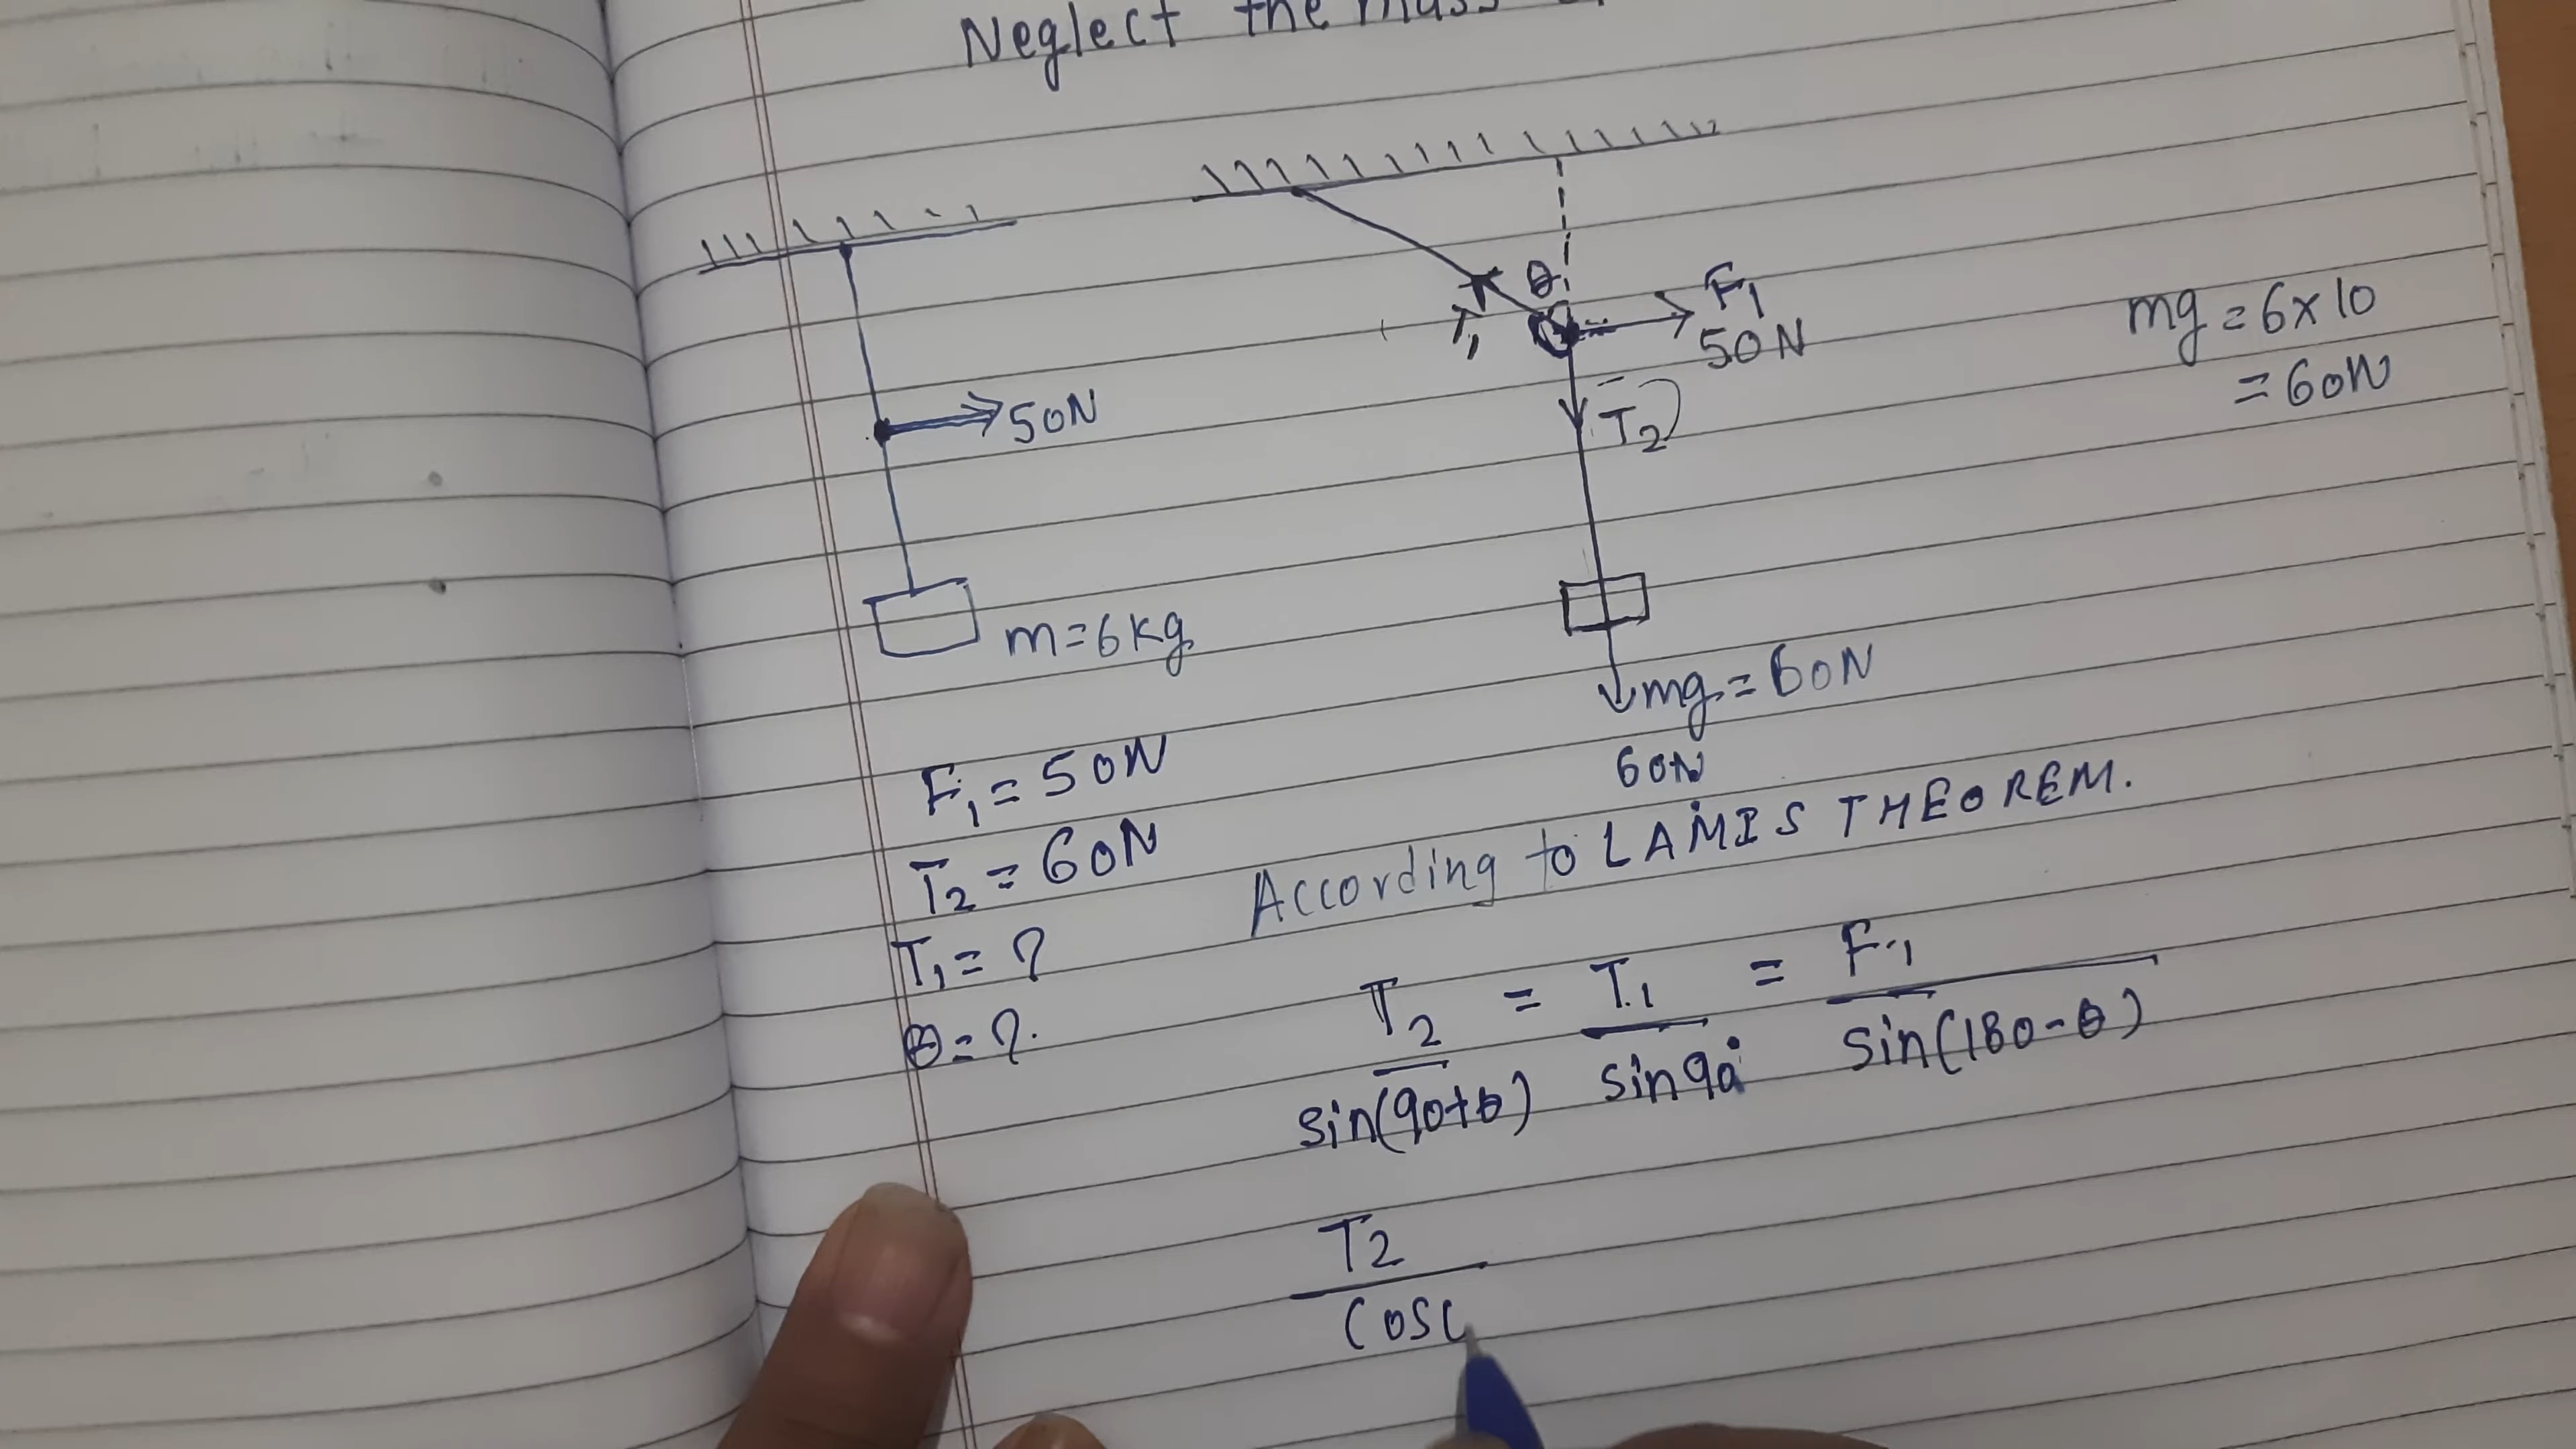 Neglect the mass
θ
F₁
T₁
50N
mg = 6×10
= 60N
50N
T₂
m=6kg
mg = 60N
60N
F₁ = 50N
T₂ = 60N
T₁ = ?
θ = ?.
According to LAMIS THEOREM.
T₂ = T₁ = F₁
sin(90+θ) sin90° sin(180-θ)
T2
cos